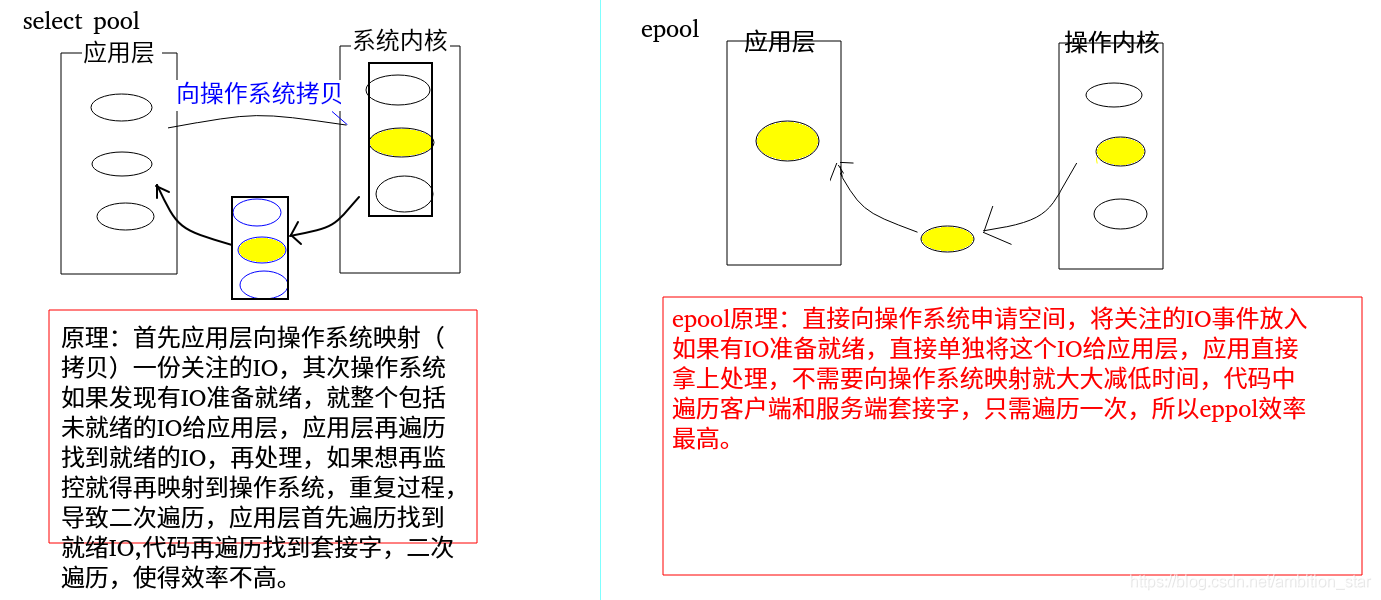 select pool
应用层
系统内核
向操作系统拷贝
原理：首先应用层向操作系统映射（
拷贝）一份关注的IO，其次操作系统
如果发现有IO准备就绪，就整个包括
未就绪的IO给应用层，应用层再遍历
找到就绪的IO，再处理，如果想再监
控就得再映射到操作系统，重复过程，
导致二次遍历，应用层首先遍历找到
就绪IO,代码再遍历找到套接字，二次
遍历，使得效率不高。
epool
应用层
操作内核
epool原理：直接向操作系统申请空间，将关注的IO事件放入
如果有IO准备就绪，直接单独将这个IO给应用层，应用直接
拿上处理，不需要向操作系统映射就大大减低时间，代码中
遍历客户端和服务端套接字，只需遍历一次，所以eppol效率
最高。
https://blog.csdn.net/ambition_star